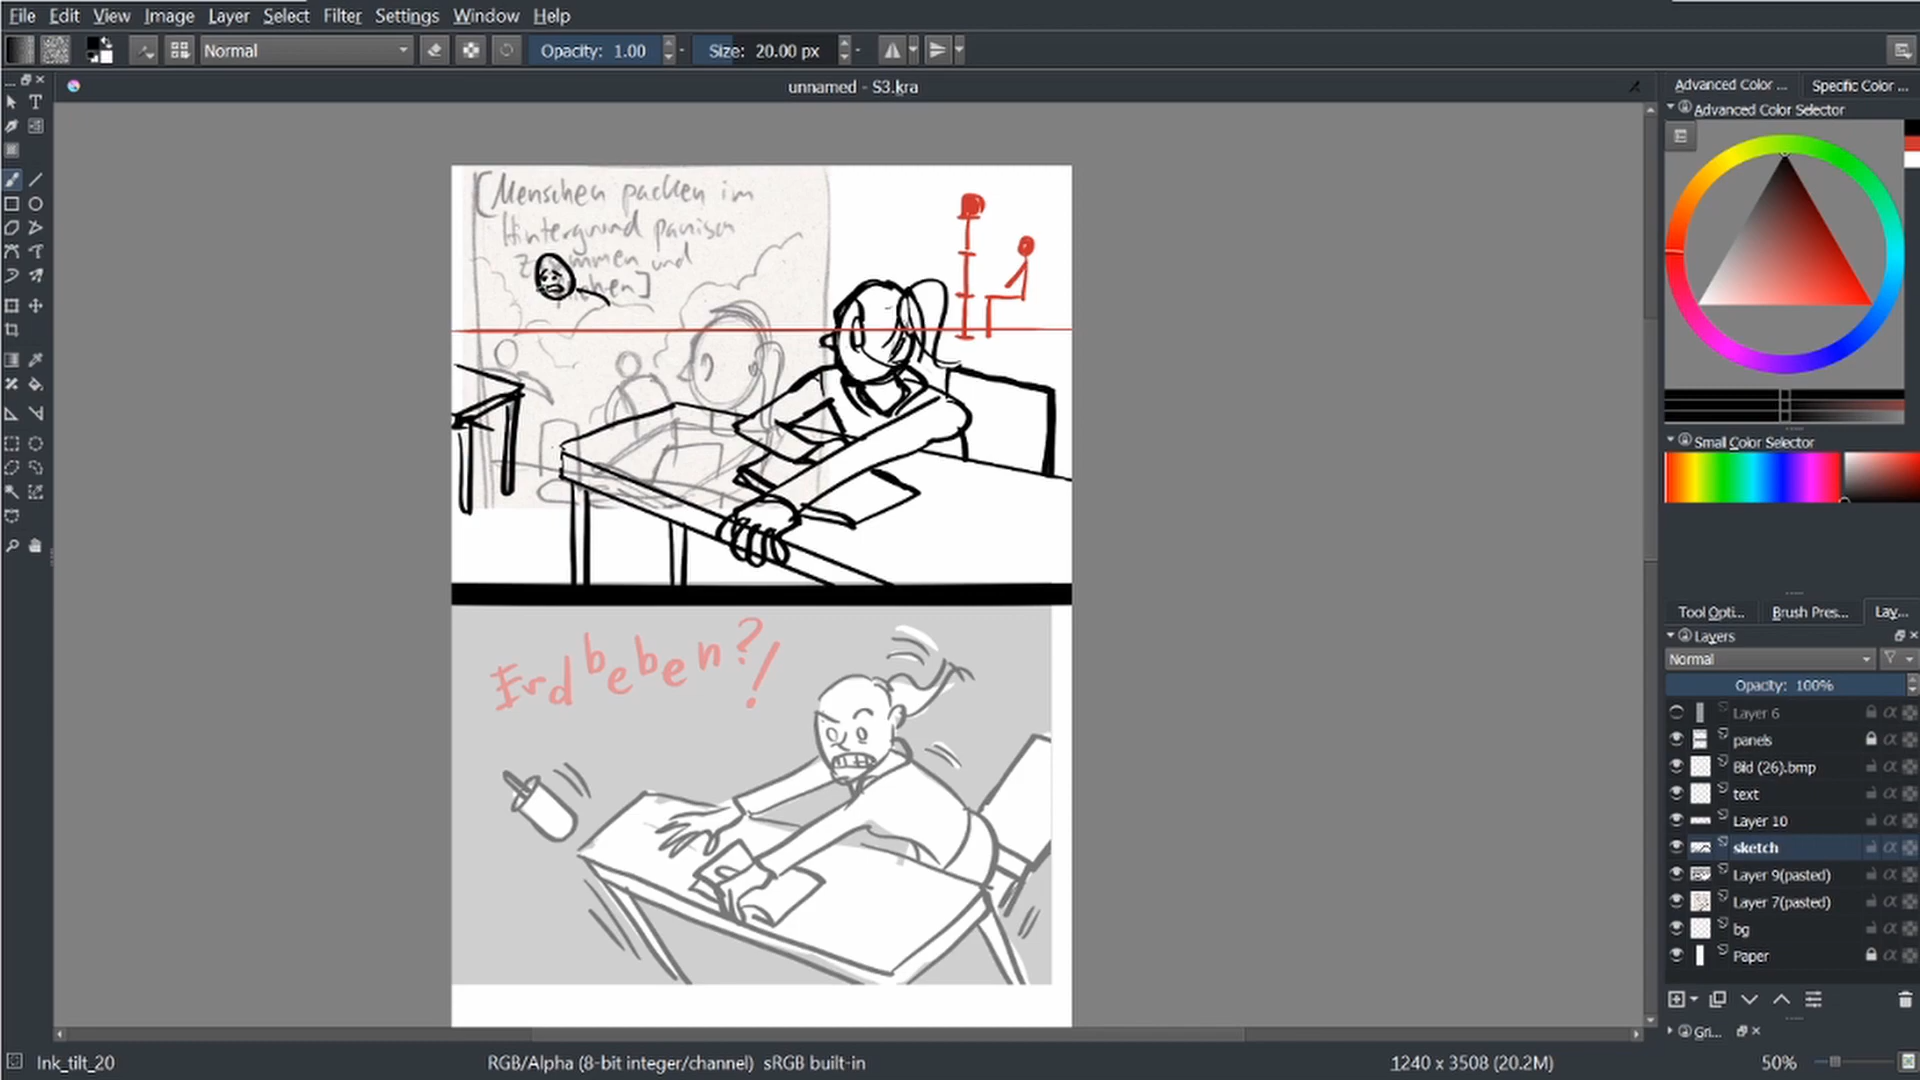 File Edit View Image Layer Select Filter Settings Window Help
Normal Opacity: 1.00 Size: 20.00 px
unnamed - S3.kra
Advanced Color ... Specific Color ...
Advanced Color Selector
[Menschen packen im
Hintergrund panisch
und
]
Erdbeben?!
Small Color Selector
Tool Opti... Brush Pres... Lay...
Layers
Normal
Opacity: 100%
Layer 6
panels
Bid (26).bmp
text
Layer 10
sketch
Layer 9(pasted)
Layer 7(pasted)
bg
Paper
Gri...
Ink_tilt_20 RGB/Alpha (8-bit integer/channel) sRGB built-in 1240 x 3508 (20.2M) 50%